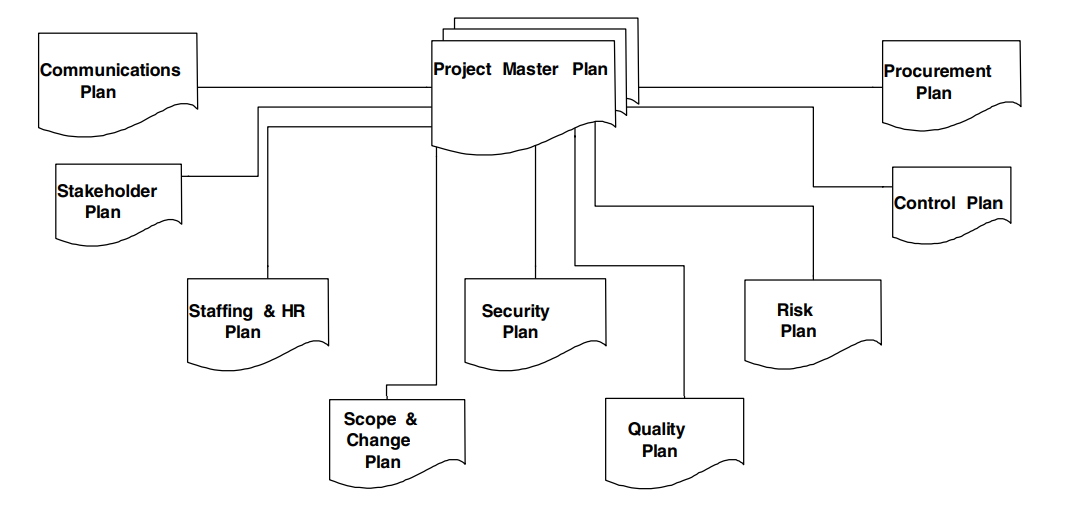 Project Master Plan
Communications
Plan
Procurement
Plan
Stakeholder
Plan
Control Plan
Staffing & HR
Plan
Security
Plan
Risk
Plan
Scope &
Change
Plan
Quality
Plan